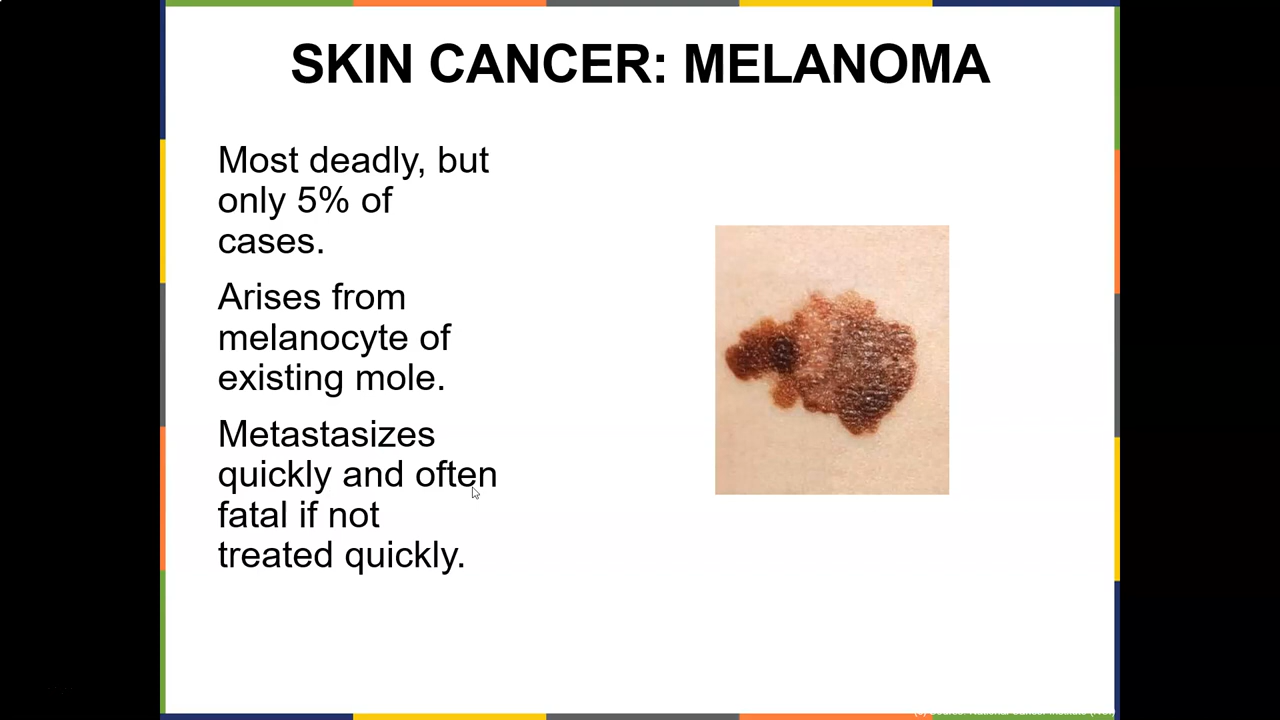 SKIN CANCER: MELANOMA
Most deadly, but
only 5% of
cases.
Arises from
melanocyte of
existing mole.
Metastasizes
quickly and often
fatal if not
treated quickly.